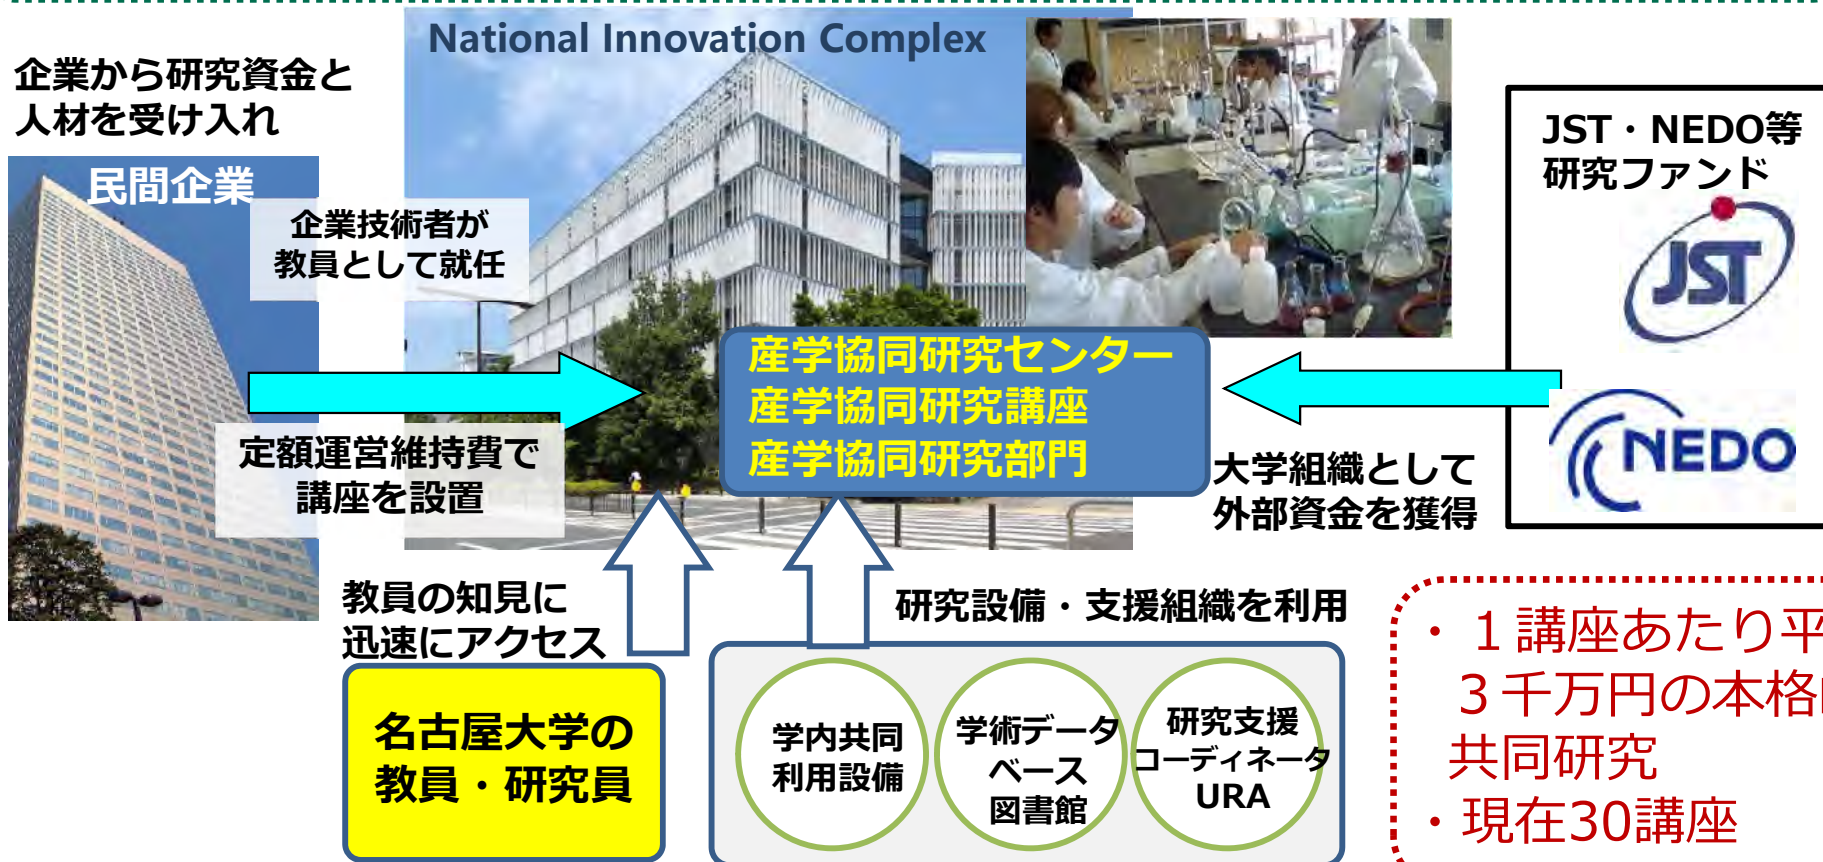 National Innovation Complex
企業から研究資金と
人材を受け入れ
民間企業
企業技術者が
教員として就任
定額運営維持費で
講座を設置
産学協同研究センター
産学協同研究講座
産学協同研究部門
JST・NEDO等
研究ファンド
JST
NEDO
大学組織として
外部資金を獲得
教員の知見に
迅速にアクセス
名古屋大学の
教員・研究員
研究設備・支援組織を利用
学内共同
利用設備
学術データ
ベース
図書館
研究支援
コーディネータ
URA
・１講座あたり平
３千万円の本格
共同研究
・現在30講座